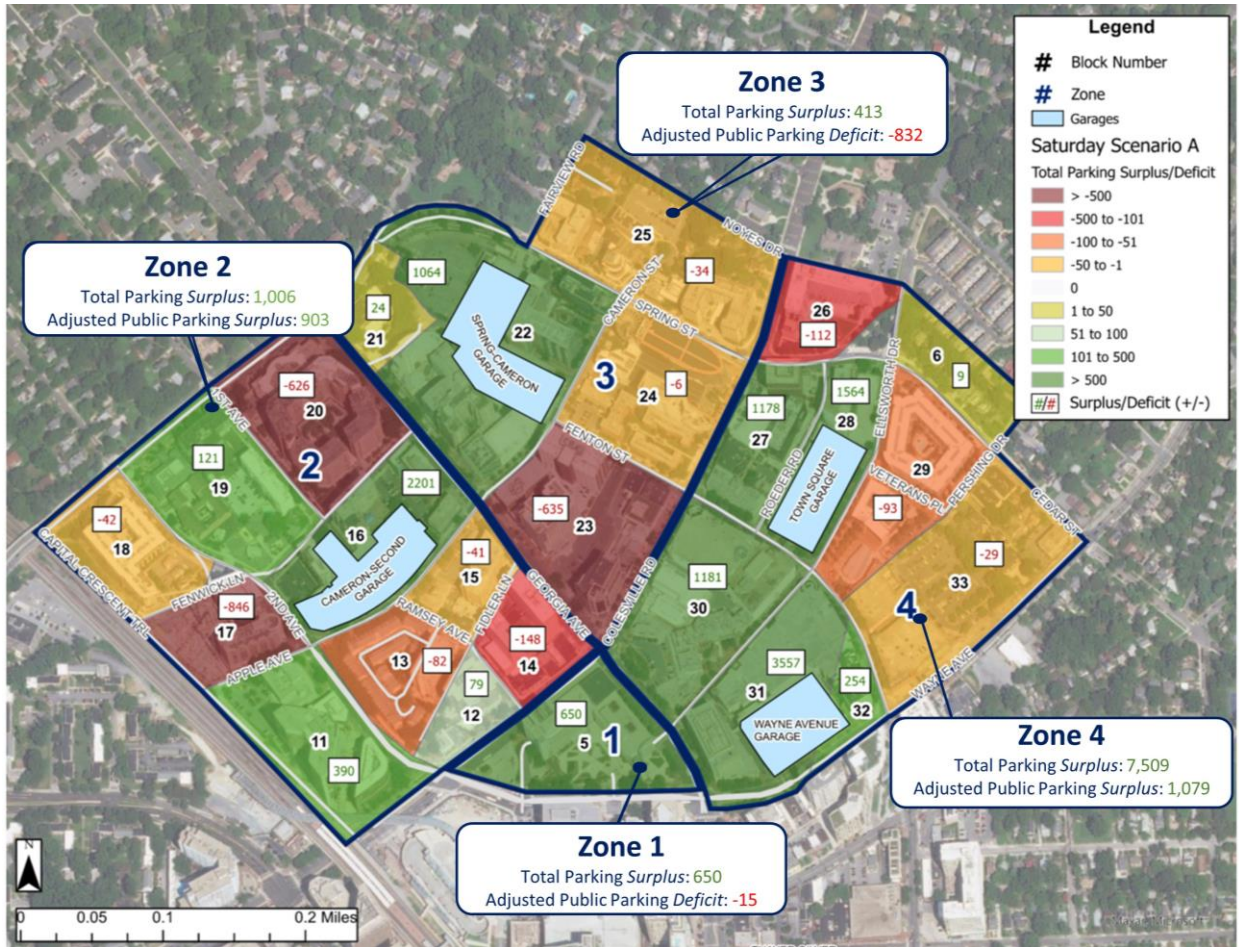 Legend
# Block Number
# Zone
Garages
Saturday Scenario A
Total Parking Surplus/Deficit
> -500
-500 to -101
-100 to -51
-50 to -1
0
1 to 50
51 to 100
101 to 500
> 500
#/# Surplus/Deficit (+/-)
Zone 3
Total Parking Surplus: 413
Adjusted Public Parking Deficit: -832
Zone 2
Total Parking Surplus: 1,006
Adjusted Public Parking Surplus: 903
FAIRVIEW RD
NOYES DR
25
-34
CAMERON ST
SPRING ST
1064
24
21
22
SPRING-CAMERON
GARAGE
3
24
-6
26
-112
6
9
ELLSWORTH DR
1564
28
1178
27
ROEDER RD
TOWN SQUARE
GARAGE
29
VETERANS PL
PERSHING DR
-93
CEDAR ST
-29
33
4
1ST AVE
-626
20
2
121
19
2201
16
CAMERON-SECOND
GARAGE
FENTON ST
-635
23
COLESVILLE RD
GEORGIA AVE
-42
18
CAPITAL CRESCENT TRL
FENWICK LN
2ND AVE
-846
17
APPLE AVE
-41
15
RAMSEY AVE
FIDLER LN
-148
14
13
-82
79
12
11
390
1181
30
3557
31
254
32
WAYNE AVENUE
GARAGE
WAYNE AVE
650
5
1
Zone 4
Total Parking Surplus: 7,509
Adjusted Public Parking Surplus: 1,079
Zone 1
Total Parking Surplus: 650
Adjusted Public Parking Deficit: -15
N
0 0.05 0.1 0.2 Miles